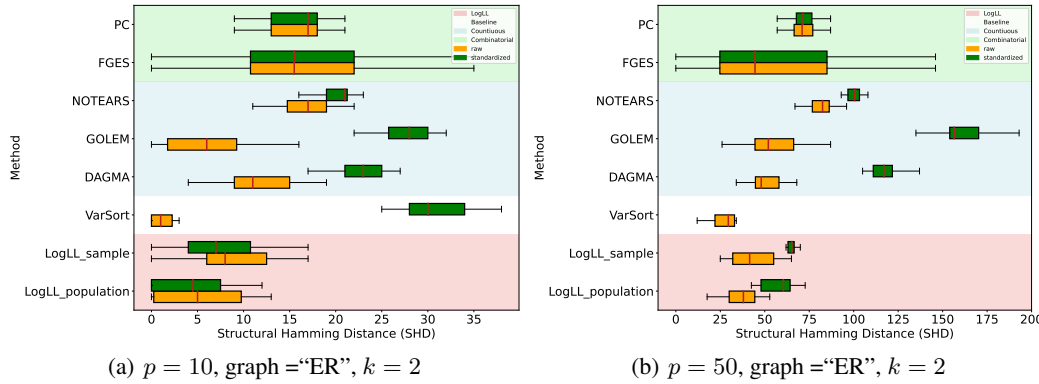 PC
FGES
NOTEARS
GOLEM
DAGMA
VarSort
LogLL_sample
LogLL_population
Method
LogLL
Baseline
Countiuous
Combinatorial
raw
standardized
0 5 10 15 20 25 30 35
Structural Hamming Distance (SHD)
(a) p = 10, graph =“ER”, k = 2
PC
FGES
NOTEARS
GOLEM
DAGMA
VarSort
LogLL_sample
LogLL_population
Method
LogLL
Baseline
Countiuous
Combinatorial
raw
standardized
0 25 50 75 100 125 150 175 200
Structural Hamming Distance (SHD)
(b) p = 50, graph =“ER”, k = 2